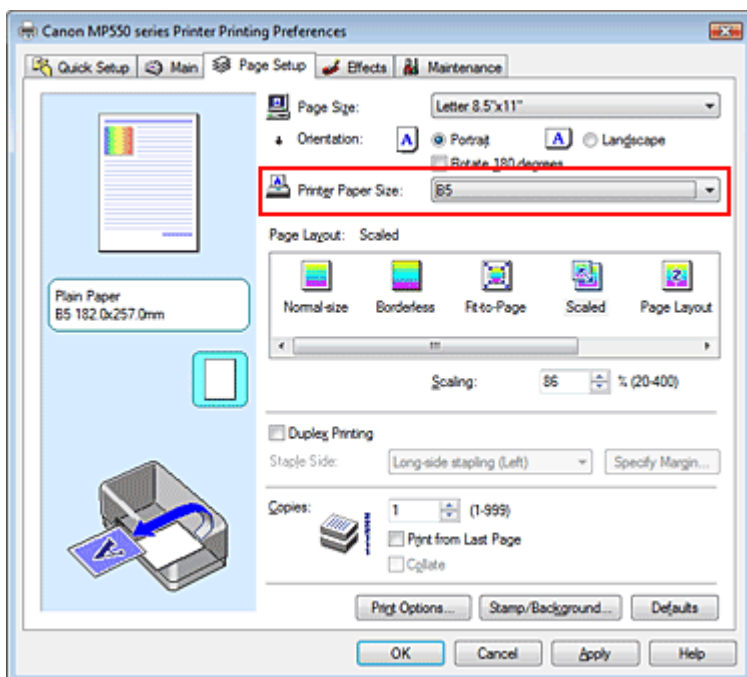 Canon MP550 series Printer Printing Preferences
Quick Setup Main Page Setup Effects Maintenance
Page Size: Letter 8.5"x11"
Orientation: A Portrait A Landscape
Rotate 180 degrees
Printer Paper Size: B5
Page Layout: Scaled
Normal-size Borderless Fit-to-Page Scaled Page Layout
Plain Paper
B5 182.0x257.0mm
Scaling: 86 % (20-400)
Duplex Printing
Staple Side: Long-side stapling (Left) Specify Margin...
Copies: 1 (1-999)
Print from Last Page
Collate
Print Options... Stamp/Background... Defaults
OK Cancel Apply Help